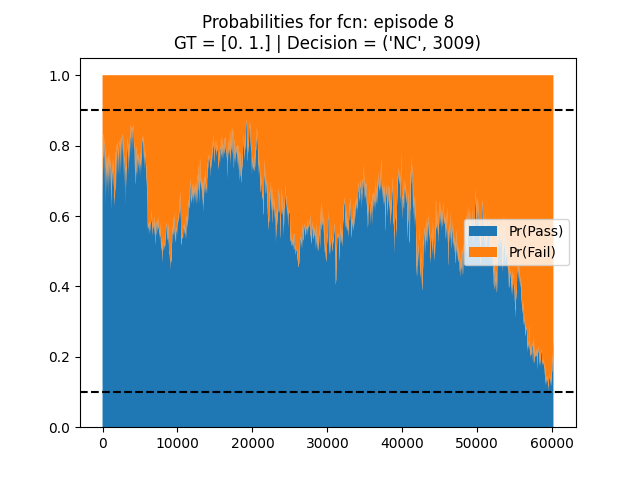 Probabilities for fcn: episode 8
GT = [0. 1.] | Decision = ('NC', 3009)
1.0
0.8
0.6
0.4
0.2
0.0
Pr(Pass)
Pr(Fail)
0 10000 20000 30000 40000 50000 60000